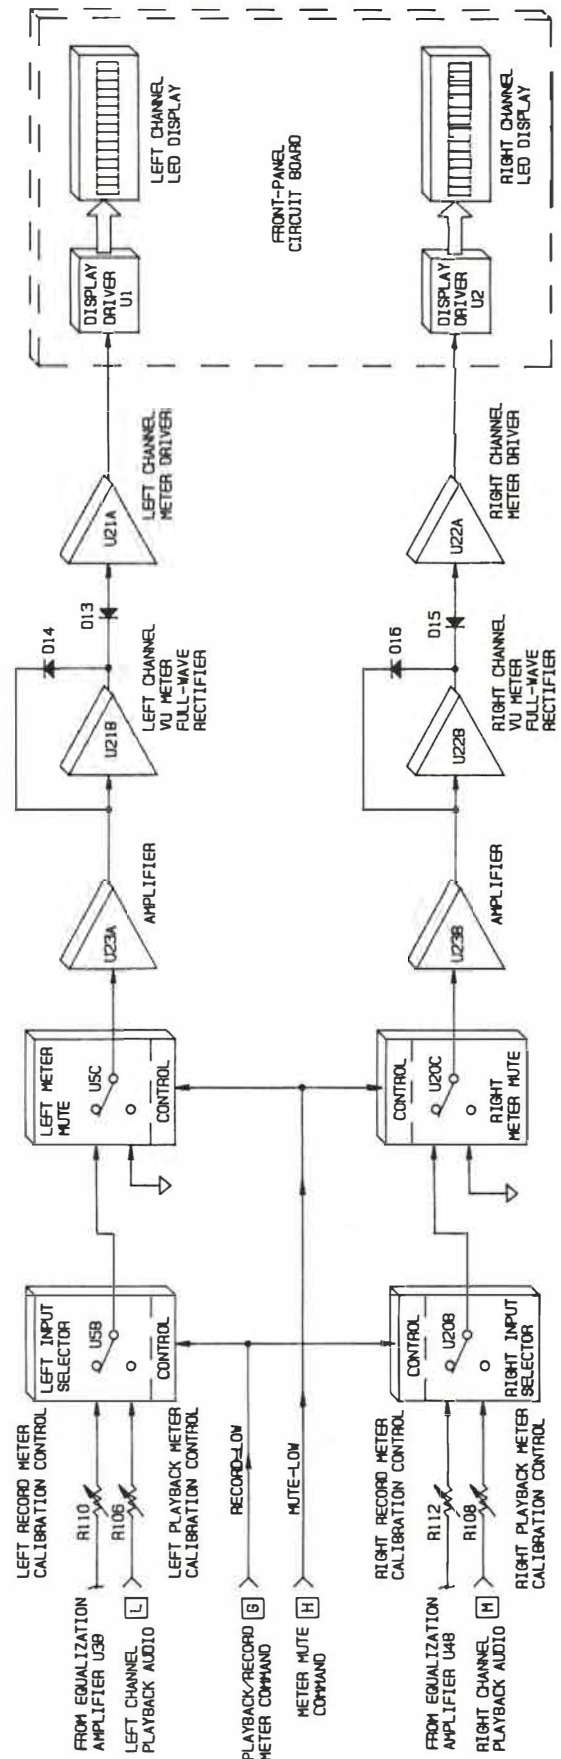 FROM EQUALIZATION
AMPLIFIER U3B
L
LEFT CHANNEL
PLAYBACK AUDIO
LEFT RECORD METER
CALIBRATION CONTROL
R110
R106
LEFT PLAYBACK METER
CALIBRATION CONTROL
LEFT INPUT
SELECTOR
U5B
CONTROL
LEFT METER
MUTE
U5C
CONTROL
U23A
AMPLIFIER
U21B
D14
D13
LEFT CHANNEL
VU METER
FULL-WAVE
RECTIFIER
U21A
LEFT CHANNEL
METER DRIVER
DISPLAY
DRIVER
U1
LEFT CHANNEL
LED DISPLAY
G
PLAYBACK/RECORD
METER COMMAND
RECORD=LOW
METER MUTE
COMMAND
H
MUTE-LOW
FRONT-PANEL
CIRCUIT BOARD
FROM EQUALIZATION
AMPLIFIER U4B
M
RIGHT CHANNEL
PLAYBACK AUDIO
RIGHT RECORD METER
CALIBRATION CONTROL
R112
R108
RIGHT PLAYBACK METER
CALIBRATION CONTROL
CONTROL
U20B
RIGHT INPUT
SELECTOR
CONTROL
U20C
RIGHT
METER MUTE
U23B
AMPLIFIER
U22B
D16
D15
RIGHT CHANNEL
VU METER
FULL-WAVE
RECTIFIER
U22A
RIGHT CHANNEL
METER DRIVER
DISPLAY
DRIVER
U2
RIGHT CHANNEL
LED DISPLAY